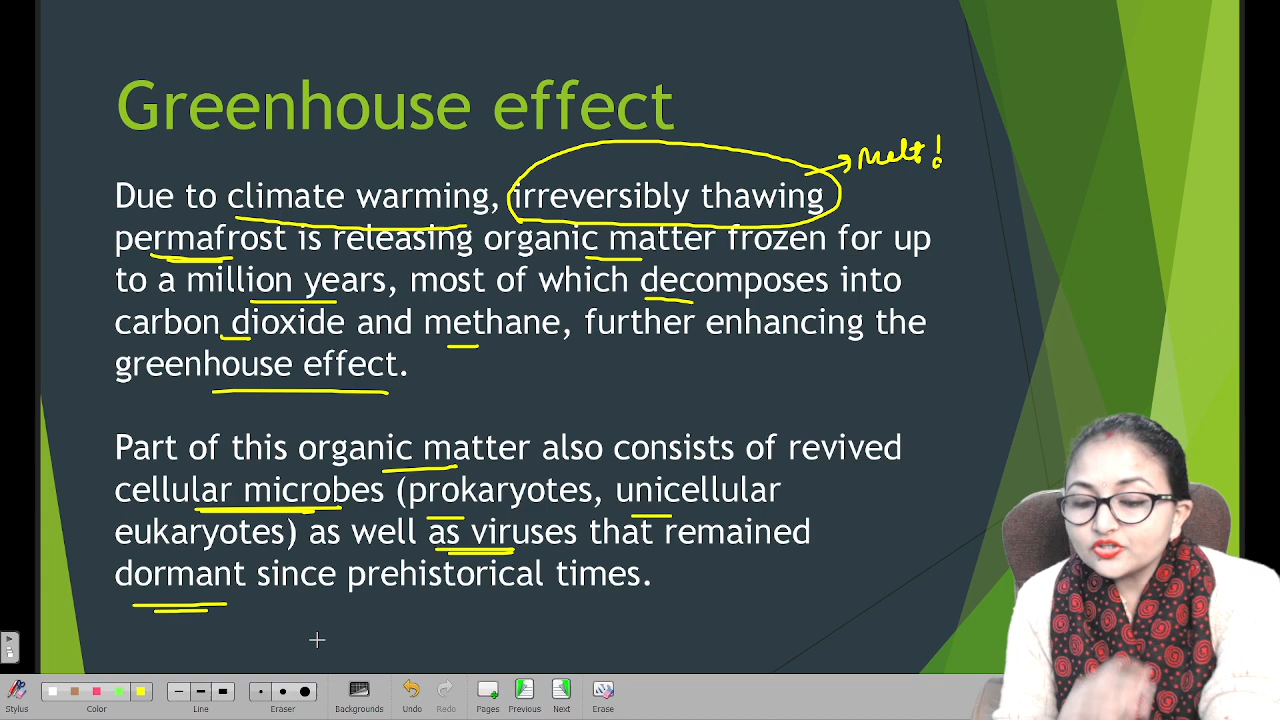 Greenhouse effect
Melt!
Due to climate warming, irreversibly thawing
permafrost is releasing organic matter frozen for up
to a million years, most of which decomposes into
carbon dioxide and methane, further enhancing the
greenhouse effect.
Part of this organic matter also consists of revived
cellular microbes (prokaryotes, unicellular
eukaryotes) as well as viruses that remained
dormant since prehistorical times.
Stylus Color Line Eraser Backgrounds Undo Redo Pages Previous Next Erase